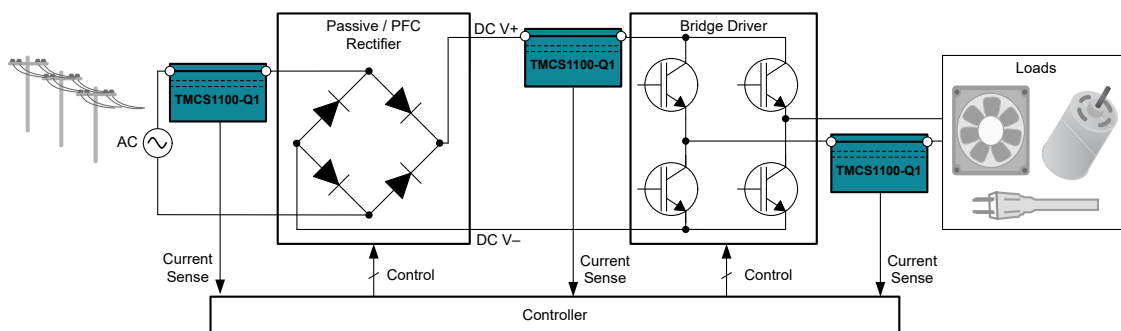 Passive / PFC
Rectifier
DC V+
Bridge Driver
Loads
TMCS1100-Q1
TMCS1100-Q1
TMCS1100-Q1
AC
DC V–
Current
Sense
Control
Current
Sense
Control
Current
Sense
Controller